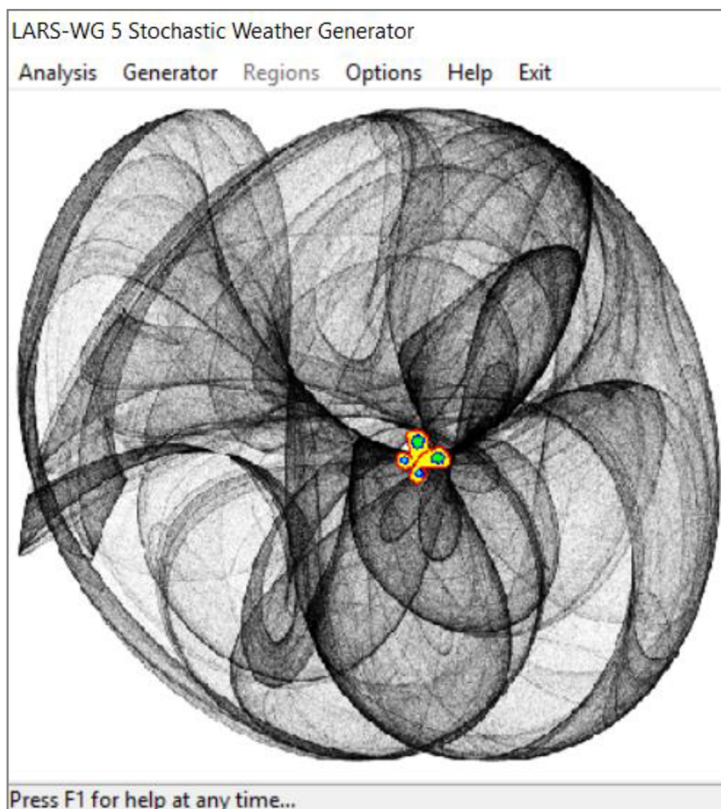 LARS-WG 5 Stochastic Weather Generator
Analysis Generator Regions Options Help Exit
Press F1 for help at any time...